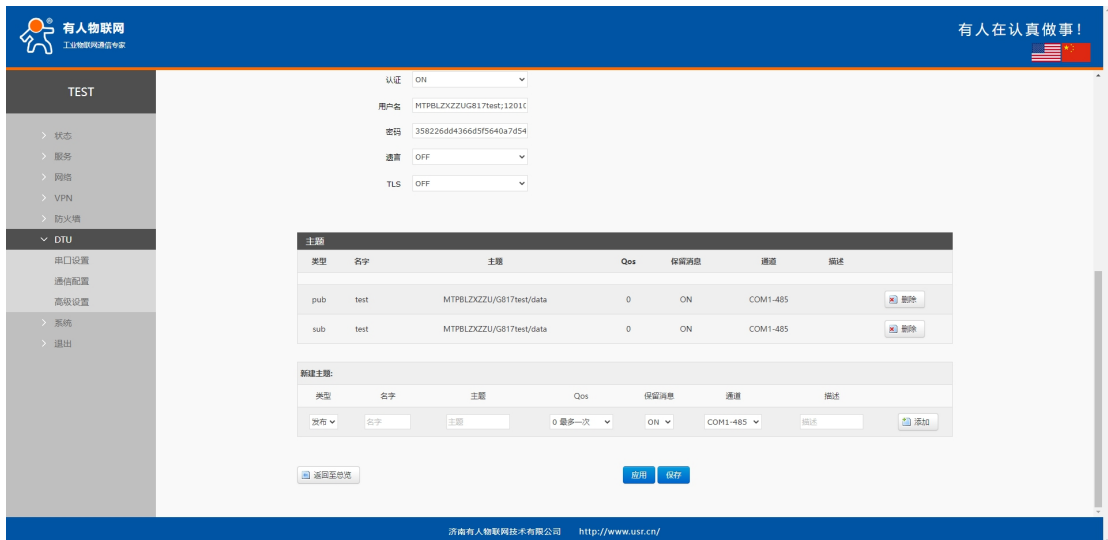 有人物联网
工业物联网通信专家
有人在认真做事！
TEST
状态
服务
网络
VPN
防火墙
DTU
串口设置
通信配置
高级设置
系统
退出
认证 ON
用户名 MTPBLZXZZUG817test;1201C
密码 358226dd4366d5f5640a7d54
遗言 OFF
TLS OFF
主题
类型 名字 主题 Qos 保留消息 通道 描述
pub test MTPBLZXZZU/G817test/data 0 ON COM1-485 删除
sub test MTPBLZXZZU/G817test/data 0 ON COM1-485 删除
新建主题:
类型 名字 主题 Qos 保留消息 通道 描述
发布 名字 主题 0 最多一次 ON COM1-485 描述 添加
返回至总览 应用 保存
济南有人物联网技术有限公司 http://www.usr.cn/